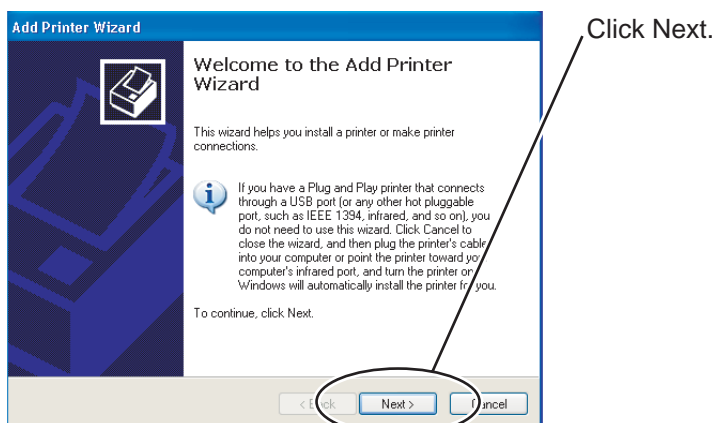 Add Printer Wizard
Click Next.
Welcome to the Add Printer
Wizard
This wizard helps you install a printer or make printer
connections.
If you have a Plug and Play printer that connects
through a USB port (or any other hot pluggable
port, such as IEEE 1394, infrared, and so on), you
do not need to use this wizard. Click Cancel to
close the wizard, and then plug the printer's cable
into your computer or point the printer toward your
computer's infrared port, and turn the printer on.
Windows will automatically install the printer for you.
To continue, click Next.
< Back Next > Cancel